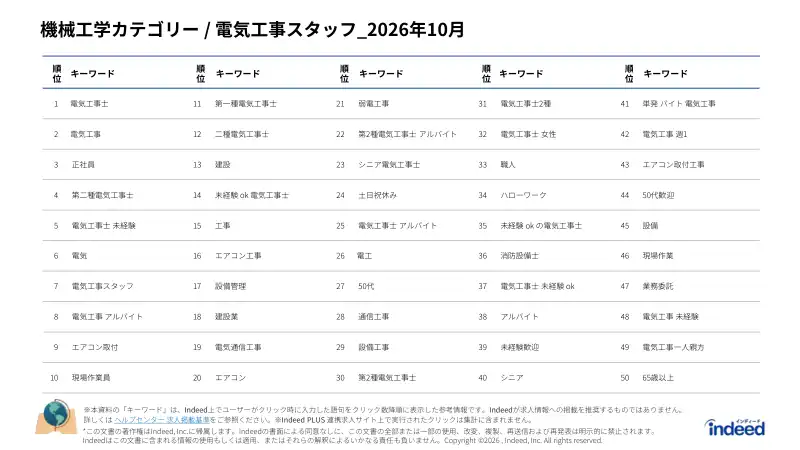 機械工学カテゴリー / 電気工事スタッフ_2026年10月
順位 キーワード 順位 キーワード 順位 キーワード 順位 キーワード 順位 キーワード
1 電気工事士 11 第一種電気工事士 21 弱電工事 31 電気工事士2種 41 単発 バイト 電気工事
2 電気工事 12 二種電気工事士 22 第2種電気工事士 アルバイト 32 電気工事士 女性 42 電気工事 週1
3 正社員 13 建設 23 シニア電気工事士 33 職人 43 エアコン取付工事
4 第二種電気工事士 14 未経験 ok 電気工事士 24 土日祝休み 34 ハローワーク 44 50代歓迎
5 電気工事士 未経験 15 工事 25 電気工事士 アルバイト 35 未経験 ok の電気工事士 45 設備
6 電気 16 エアコン工事 26 電工 36 消防設備士 46 現場作業
7 電気工事スタッフ 17 設備管理 27 50代 37 電気工事士 未経験 ok 47 業務委託
8 電気工事 アルバイト 18 建設業 28 通信工事 38 アルバイト 48 電気工事 未経験
9 エアコン取付 19 電気通信工事 29 設備工事 39 未経験歓迎 49 電気工事一人親方
10 現場作業員 20 エアコン 30 第2種電気工事士 40 シニア 50 65歳以上
※本資料の「キーワード」は、Indeed上でユーザーがクリック時に入力した語句をクリック数降順に表示した参考情報です。Indeedが求人情報への掲載を推奨するものではありません。
詳しくは ヘルプセンター 求人掲載基準をご参照ください。※Indeed PLUS 連携求人サイト上で実行されたクリックは集計に含まれません。
*この文書の著作権はIndeed, Inc.に帰属します。Indeedの書面による同意なしに、この文書の全部または一部の使用、改変、複製、再送信および再発表は明示的に禁止されます。
Indeedはこの文書に含まれる情報の使用もしくは適用、またはそれらの解釈によるいかなる責任も負いません。Copyright ©2026 , Indeed, Inc. All rights reserved.
インディード
indeed